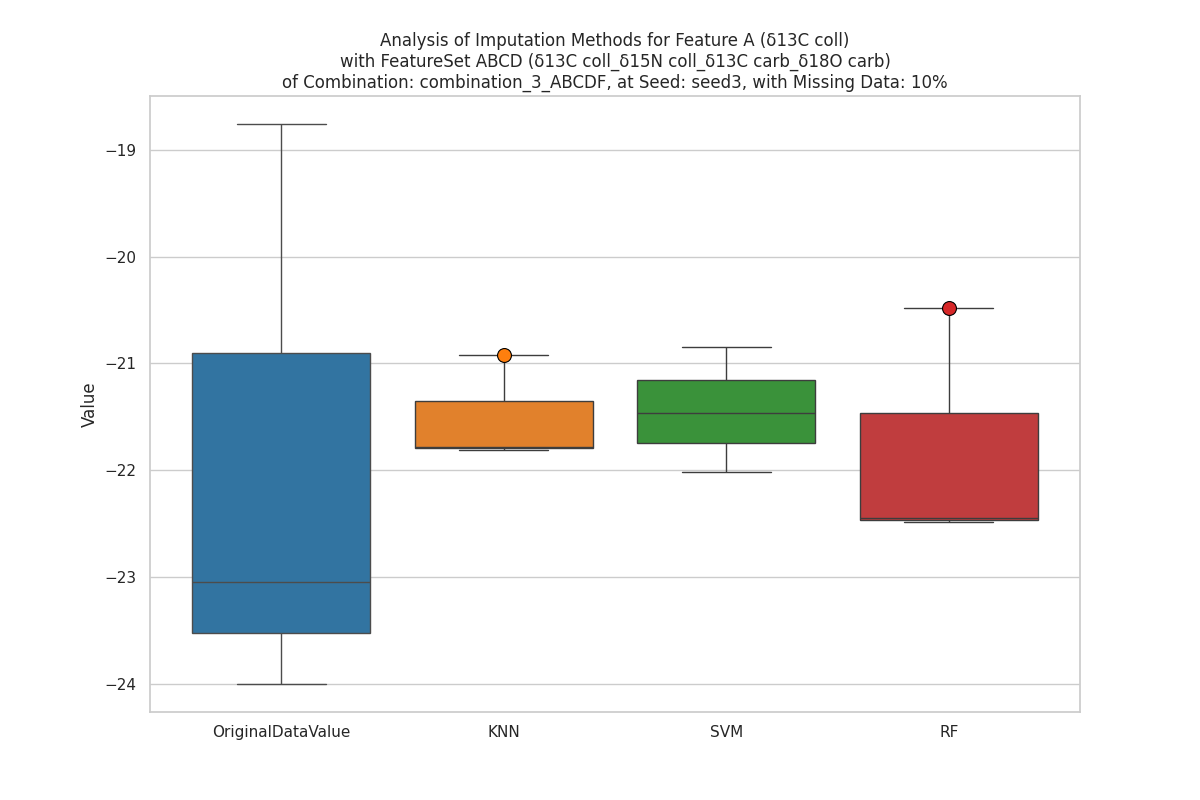 Analysis of Imputation Methods for Feature A (δ13C coll)
with FeatureSet ABCD (δ13C coll_δ15N coll_δ13C carb_δ18O carb)
of Combination: combination_3_ABCDF, at Seed: seed3, with Missing Data: 10%
−19
−20
−21
−22
−23
−24
Value
OriginalDataValue
KNN
SVM
RF